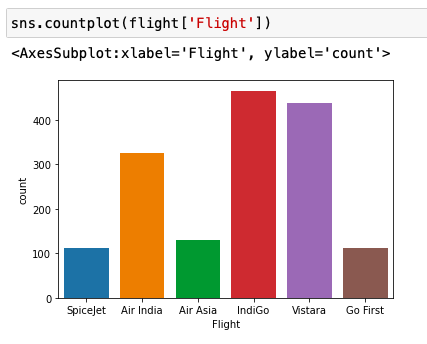 sns.countplot(flight['Flight'])
<AxesSubplot:xlabel='Flight', ylabel='count'>
400
300
200
100
0
count
SpiceJet Air India Air Asia IndiGo Vistara Go First
Flight